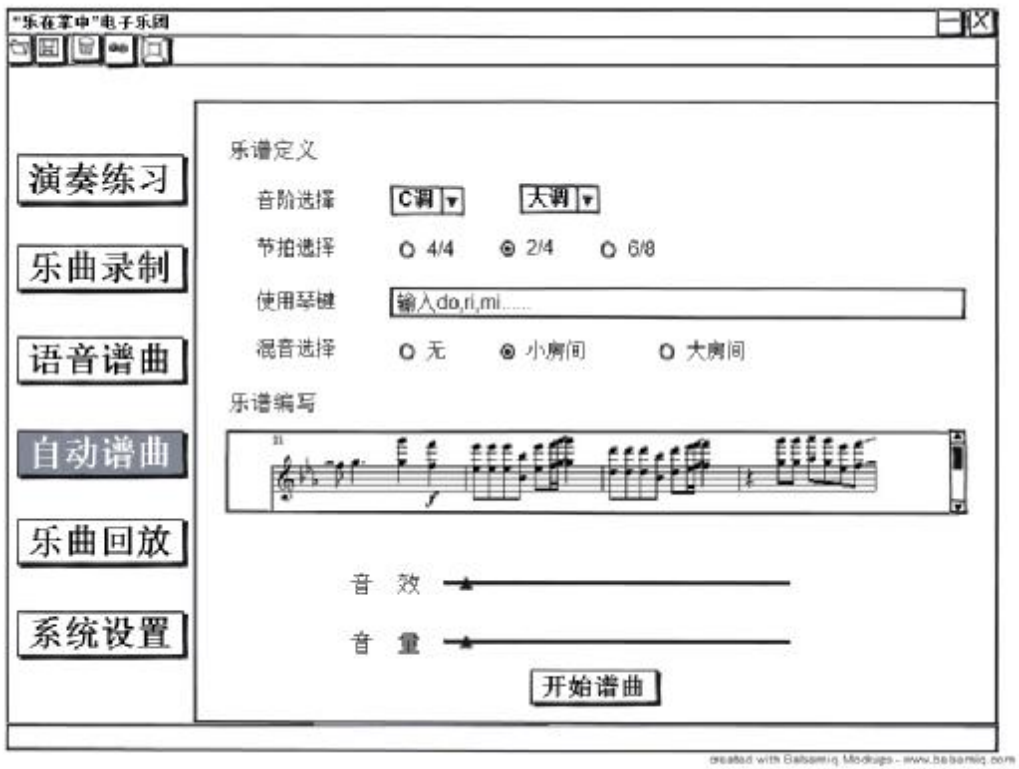 “乐在掌中”电子乐团
演奏练习
乐曲录制
语音谱曲
自动谱曲
乐曲回放
系统设置
乐谱定义
音阶选择 C调 大调
节拍选择 4/4 2/4 6/8
使用琴键 输入do,ri,mi......
混音选择 无 小房间 大房间
乐谱编写
31
f
音 效
音 量
开始谱曲
created with Balsamiq Mockups - www.balsamiq.com